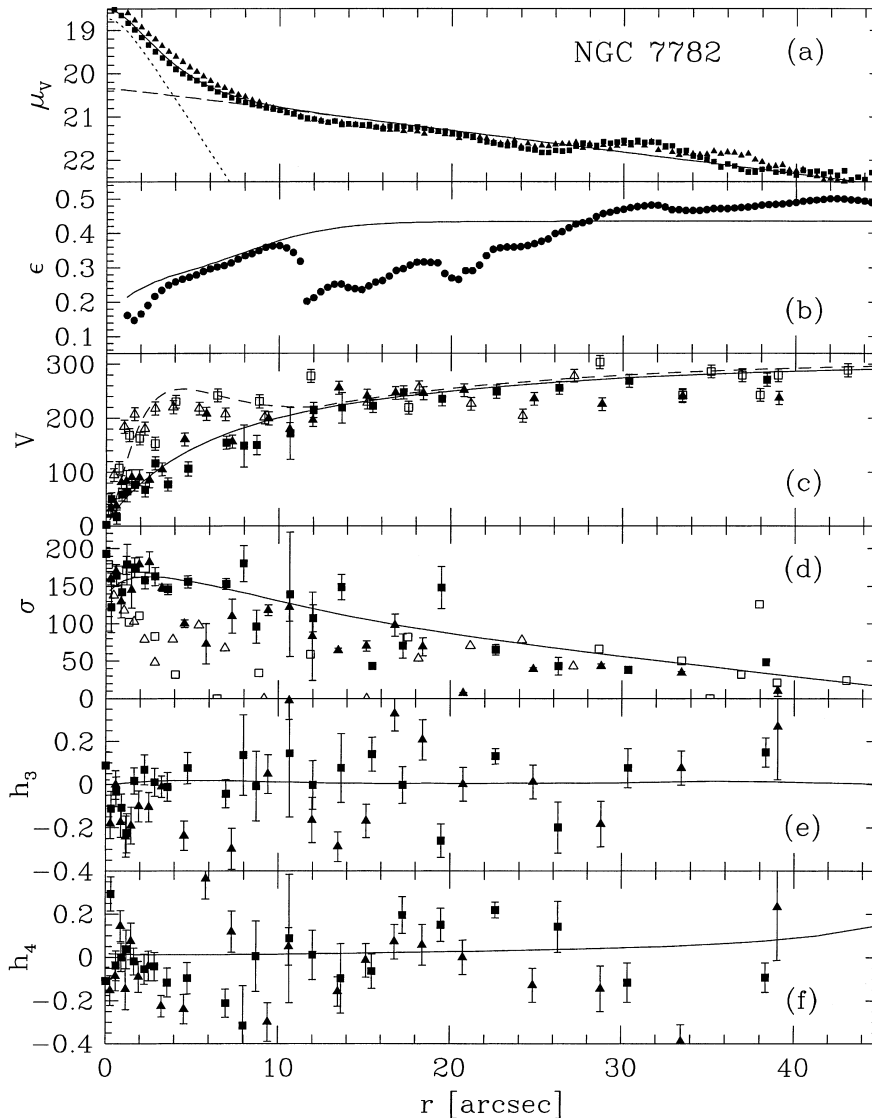 NGC 7782 (a)
19
20
21
22
μ_V
0.5
0.4
0.3
0.2
0.1
ϵ
(b)
300
200
100
0
V
(c)
200
150
100
50
0
σ
(d)
0.2
0
−0.2
−0.4
h₃
(e)
0.2
0
−0.2
−0.4
h₄
(f)
0 10 20 30 40
r [arcsec]